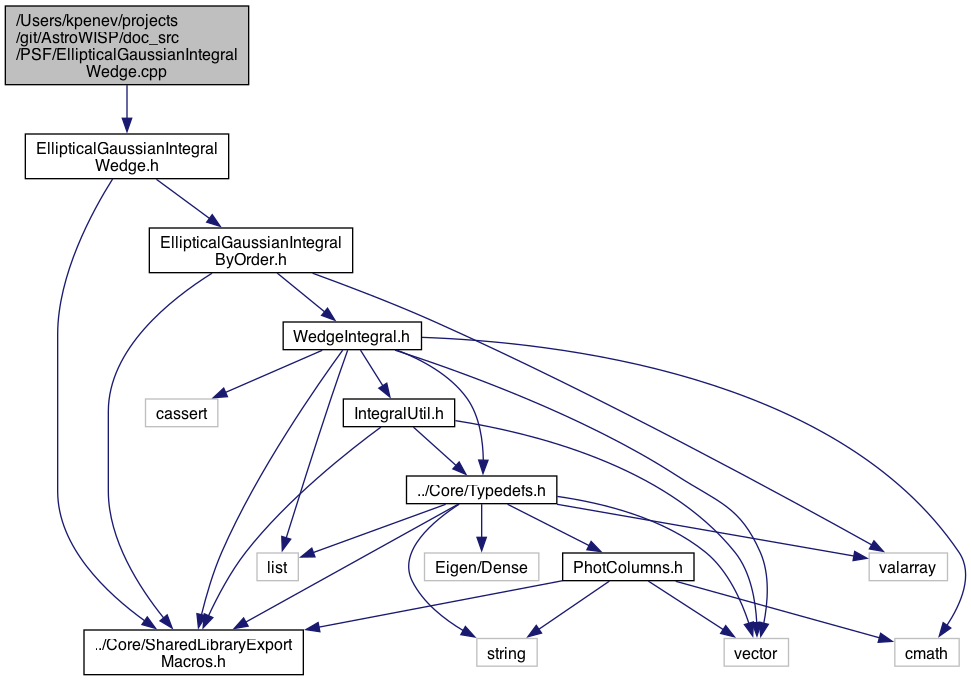 /Users/kpenev/projects
/git/AstroWISP/doc_src
/PSF/EllipticalGaussianIntegral
Wedge.cpp
EllipticalGaussianIntegral
Wedge.h
EllipticalGaussianIntegral
ByOrder.h
WedgeIntegral.h
cassert
IntegralUtil.h
../Core/Typedefs.h
list
Eigen/Dense
PhotColumns.h
valarray
../Core/SharedLibraryExport
Macros.h
string
vector
cmath